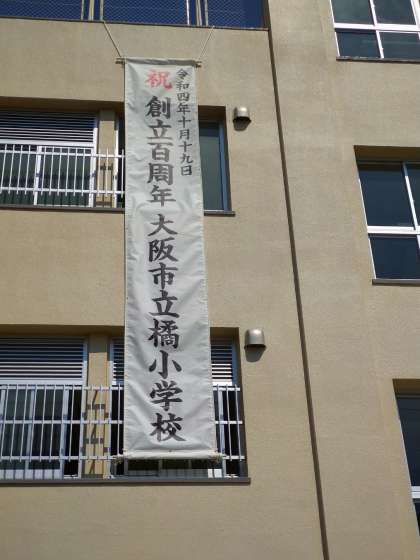 令和四年十月十九日
祝 創立百周年 大阪市立橘小学校